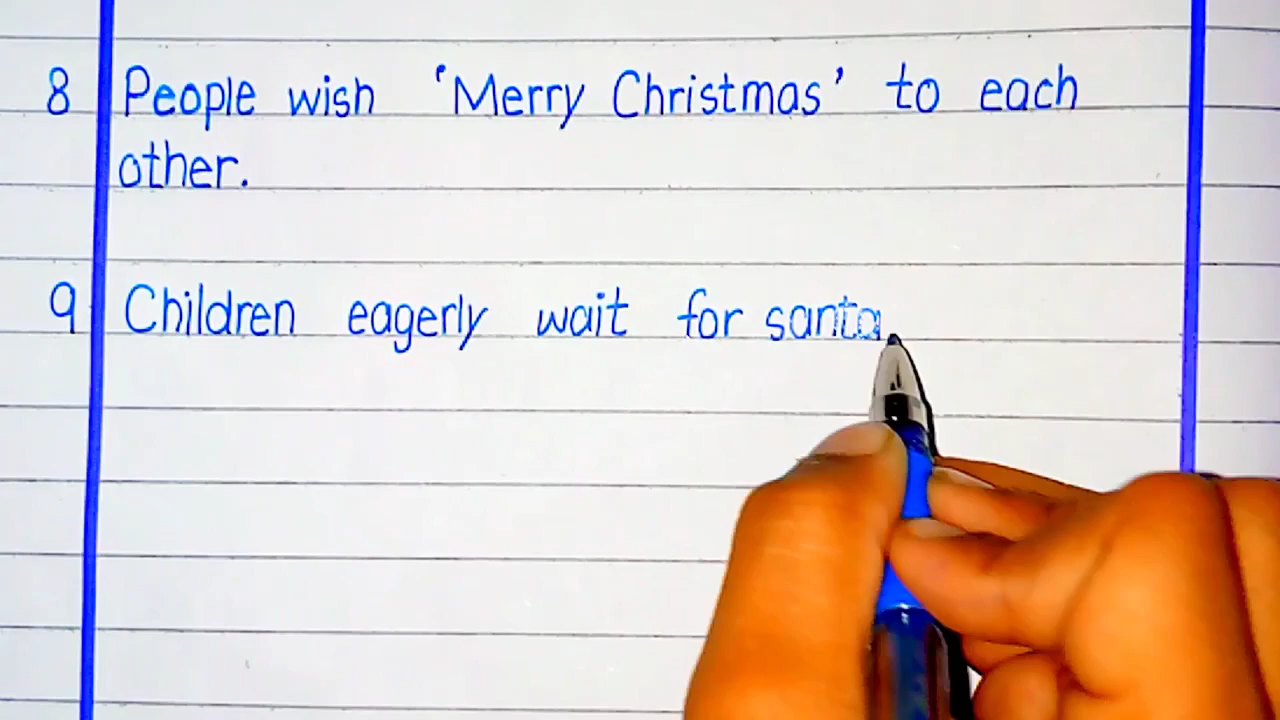 8 People wish 'Merry Christmas' to each
other.
9 Children eagerly wait for santa